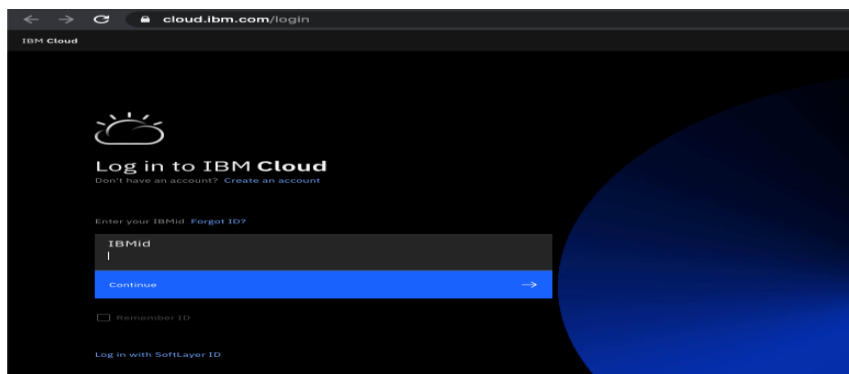 cloud.ibm.com/login
IBM Cloud
Log in to IBM Cloud
Don't have an account? Create an account
Enter your IBMid Forgot ID?
IBMid
Continue
Remember ID
Log in with SoftLayer ID